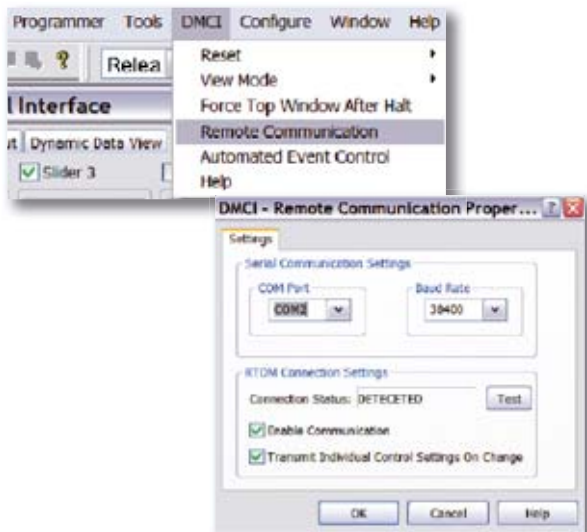 Programmer Tools DMCI Configure Window Help
? Relea
Reset
View Mode
Force Top Window After Halt
Remote Communication
Automated Event Control
Help
l Interface
ut Dynamic Data View
Slider 3
DMCI - Remote Communication Proper... ?
Settings
Serial Communication Settings
COM Port
Baud Rate
COM2
38400
RTDM Connection Settings
Connection Status: DETECETED Test
Enable Communication
Transmit Individual Control Settings On Change
OK Cancel Help